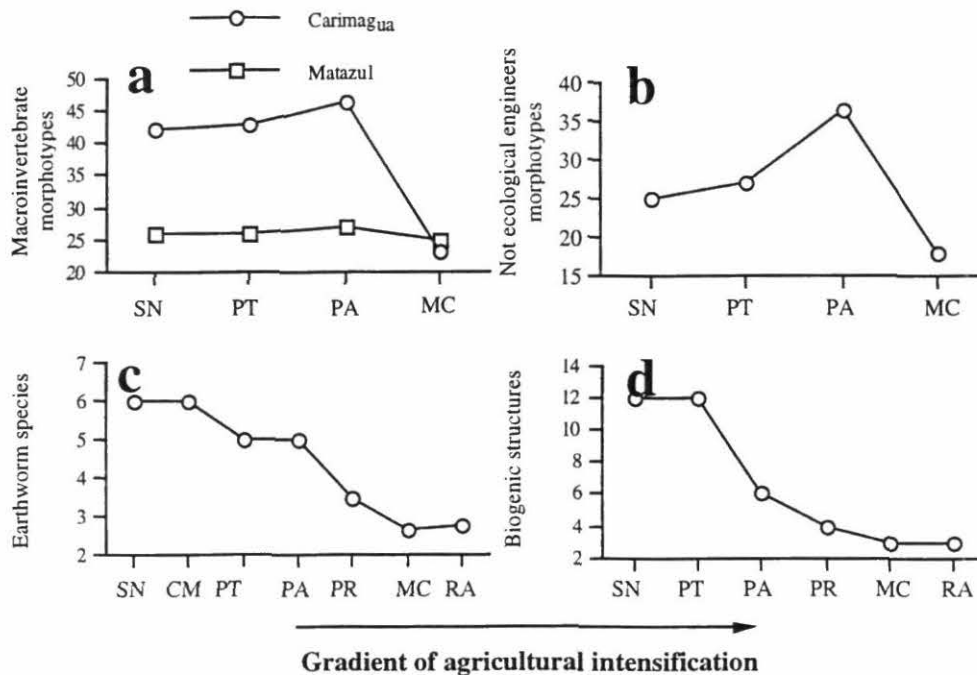 Carimagua
Matazul
a
Macroinvertebrate
morphotypes
50
45
40
35
30
25
20
SN PT PA MC
b
Not ecological engineers
morphotypes
40
35
30
25
20
15
SN PT PA MC
c
Earthworm species
7
6
5
4
3
2
SN CM PT PA PR MC RA
d
Biogenic structures
14
12
10
8
6
4
2
SN PT PA PR MC RA
Gradient of agricultural intensification